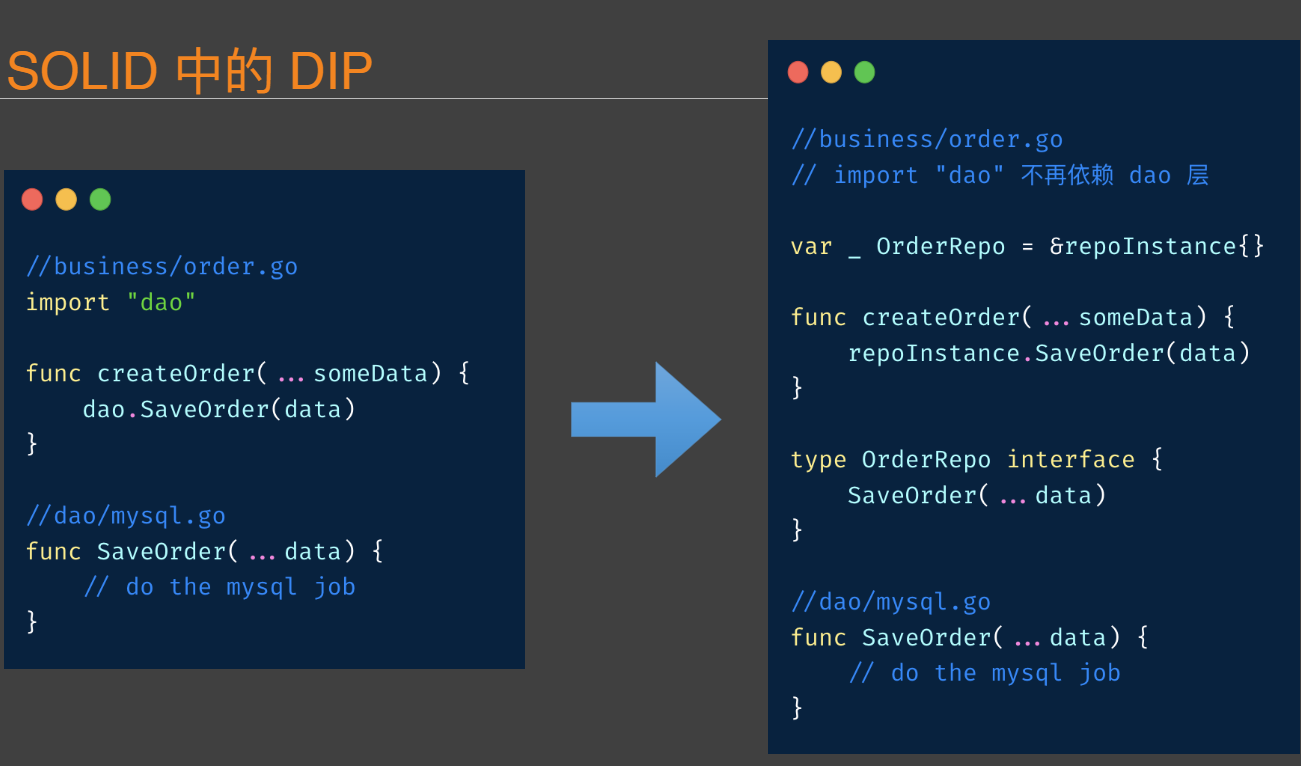 SOLID 中的 DIP
//business/order.go
import "dao"
func createOrder(...someData) {
    dao.SaveOrder(data)
}
//dao/mysql.go
func SaveOrder(...data) {
    // do the mysql job
}
//business/order.go
// import "dao" 不再依赖 dao 层
var _ OrderRepo = &repoInstance{}
func createOrder(...someData) {
    repoInstance.SaveOrder(data)
}
type OrderRepo interface {
    SaveOrder(...data)
}
//dao/mysql.go
func SaveOrder(...data) {
    // do the mysql job
}